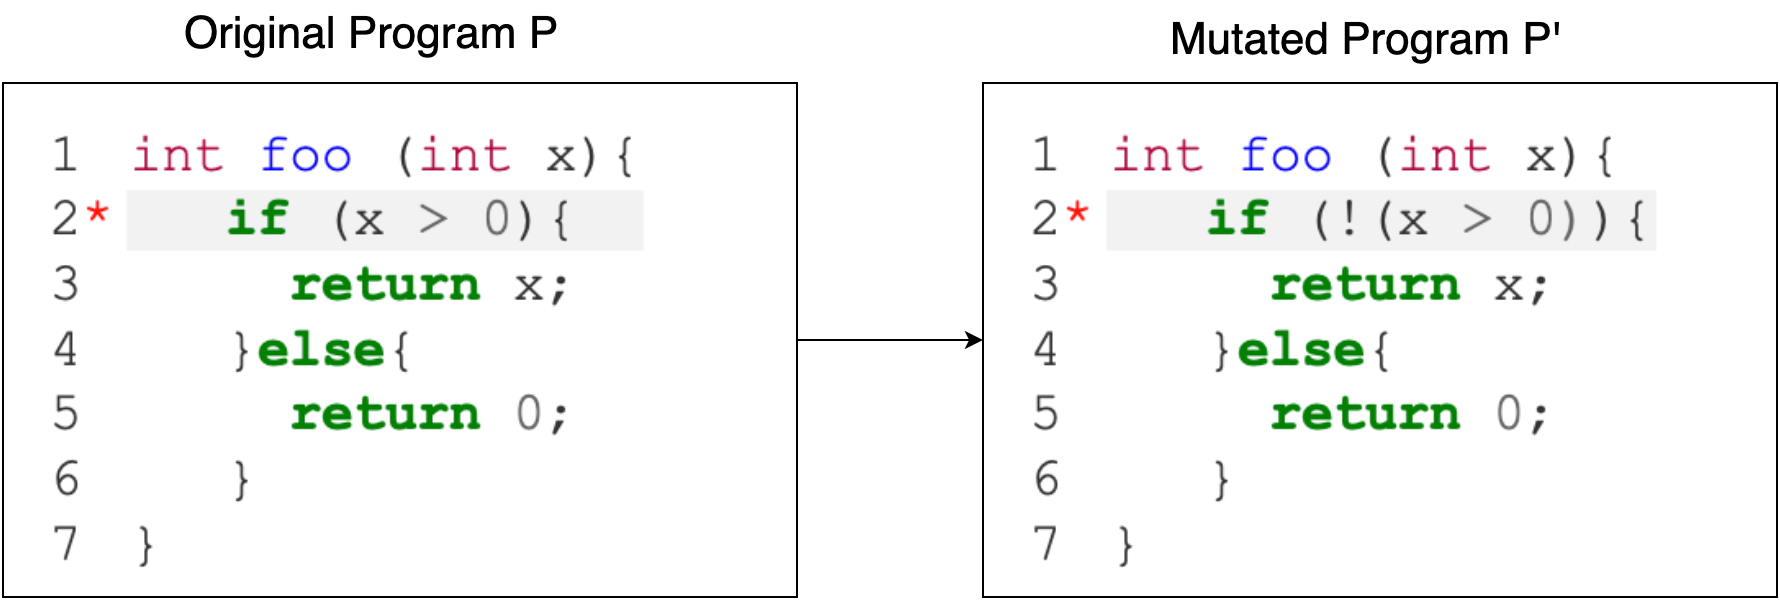 Original Program P
1 int foo (int x){
2* if (x > 0){
3 return x;
4 }else{
5 return 0;
6 }
7 }
Mutated Program P'
1 int foo (int x){
2* if (!(x > 0)){
3 return x;
4 }else{
5 return 0;
6 }
7 }